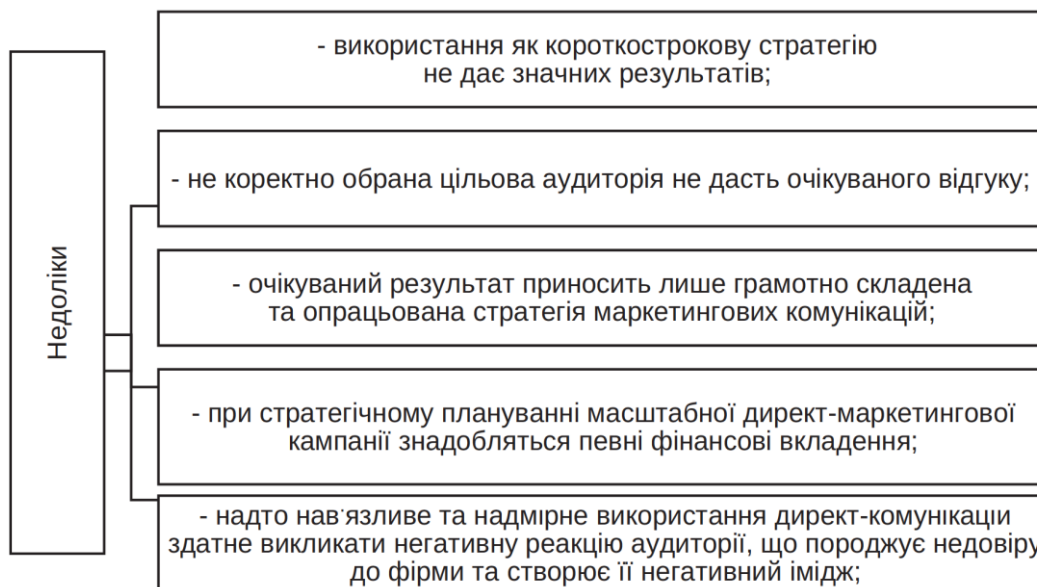 Недоліки
- використання як короткострокову стратегію
не дає значних результатів;
- не коректно обрана цільова аудиторія не дасть очікуваного відгуку;
- очікуваний результат приносить лише грамотно складена
та опрацьована стратегія маркетингових комунікацій;
- при стратегічному плануванні масштабної директ-маркетингової
кампанії знадобляться певні фінансові вкладення;
- надто нав'язливе та надмірне використання директ-комунікацій
здатне викликати негативну реакцію аудиторії, що породжує недовіру
до фірми та створює її негативний імідж;